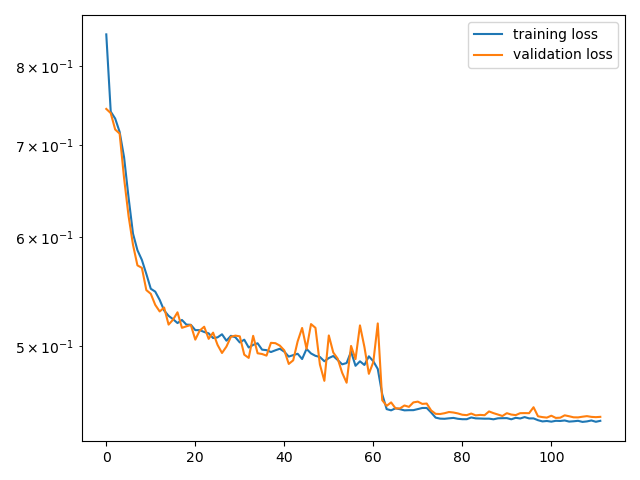 training loss
validation loss
8 × 10⁻¹
7 × 10⁻¹
6 × 10⁻¹
5 × 10⁻¹
0 20 40 60 80 100